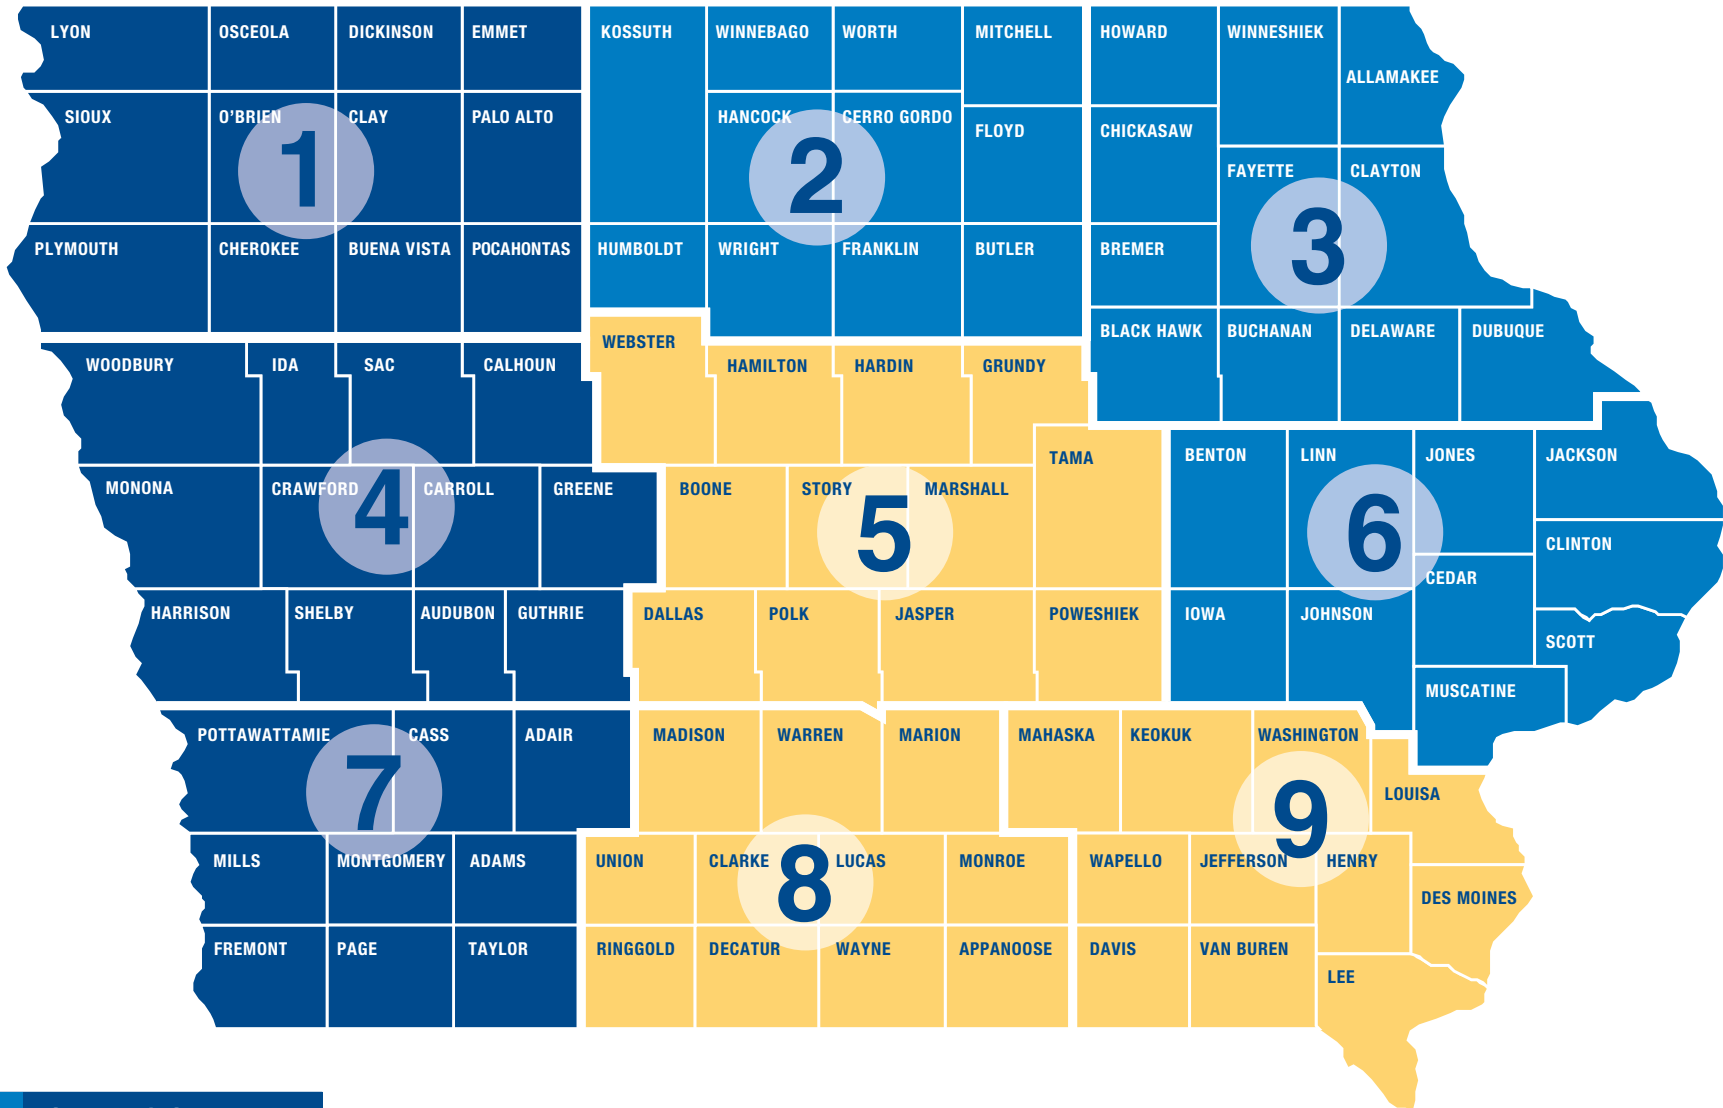 LYON OSCEOLA DICKINSON EMMET KOSSUTH WINNEBAGO WORTH MITCHELL HOWARD WINNESHIEK
ALLAMAKEE
SIOUX O'BRIEN CLAY PALO ALTO HANCOCK CERRO GORDO FLOYD CHICKASAW
1 2 FAYETTE CLAYTON
3
PLYMOUTH CHEROKEE BUENA VISTA POCAHONTAS HUMBOLDT WRIGHT FRANKLIN BUTLER BREMER
WEBSTER BLACK HAWK BUCHANAN DELAWARE DUBUQUE
WOODBURY IDA SAC CALHOUN HAMILTON HARDIN GRUNDY
TAMA BENTON LINN JONES JACKSON
MONONA CRAWFORD CARROLL GREENE BOONE STORY MARSHALL
4 5 6
CLINTON
CEDAR
HARRISON SHELBY AUDUBON GUTHRIE DALLAS POLK JASPER POWESHIEK IOWA JOHNSON
SCOTT
MUSCATINE
POTTAWATTAMIE CASS ADAIR MADISON WARREN MARION MAHASKA KEOKUK WASHINGTON
7 9 LOUISA
MILLS MONTGOMERY ADAMS UNION CLARKE LUCAS MONROE WAPELLO JEFFERSON HENRY
8
DES MOINES
FREMONT PAGE TAYLOR RINGGOLD DECATUR WAYNE APPANOOSE DAVIS VAN BUREN
LEE